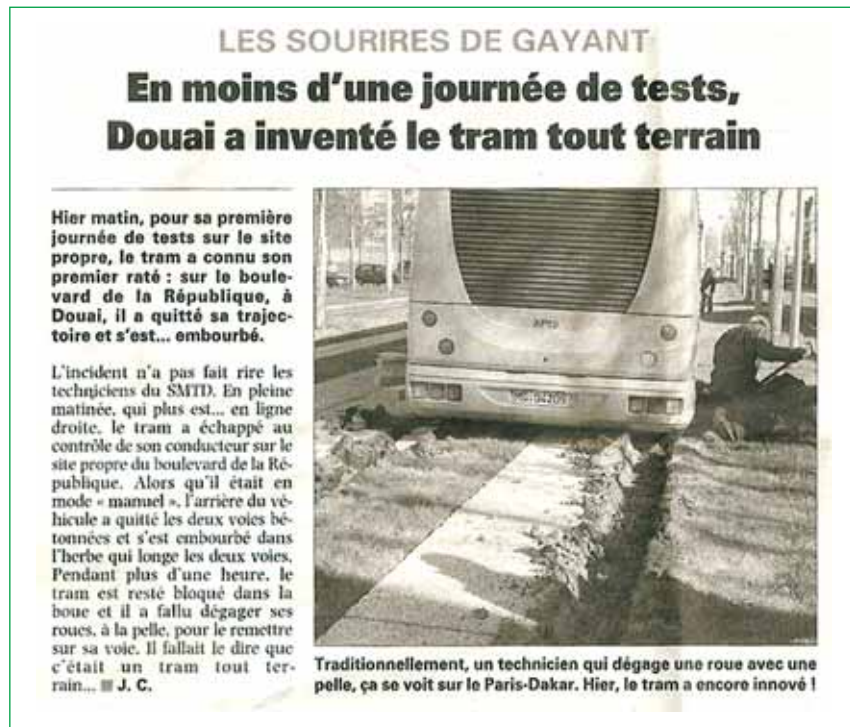 LES SOURIRES DE GAYANT
En moins d'une journée de tests,
Douai a inventé le tram tout terrain
Hier matin, pour sa première
journée de tests sur le site
propre, le tram a connu son
premier raté : sur le boule-
vard de la République, à
Douai, il a quitté sa trajec-
toire et s'est... embourbé.
L'incident n'a pas fait rire les
techniciens du SMTD. En pleine
matinée, qui plus est... en ligne
droite, le tram a échappé au
contrôle de son conducteur sur le
site propre du boulevard de la Ré-
publique. Alors qu'il était en
mode « manuel », l'arrière du vé-
hicule a quitté les deux voies bé-
tonnées et s'est embourbé dans
l'herbe qui longe les deux voies.
Pendant plus d'une heure, le
tram est resté bloqué dans la
boue et il a fallu dégager ses
roues, à la pelle, pour le remettre
sur sa voie. Il fallait le dire que
c'était un tram tout ter-
rain... ■ J. C.
Traditionnellement, un technicien qui dégage une roue avec une
pelle, ça se voit sur le Paris-Dakar. Hier, le tram a encore innové !